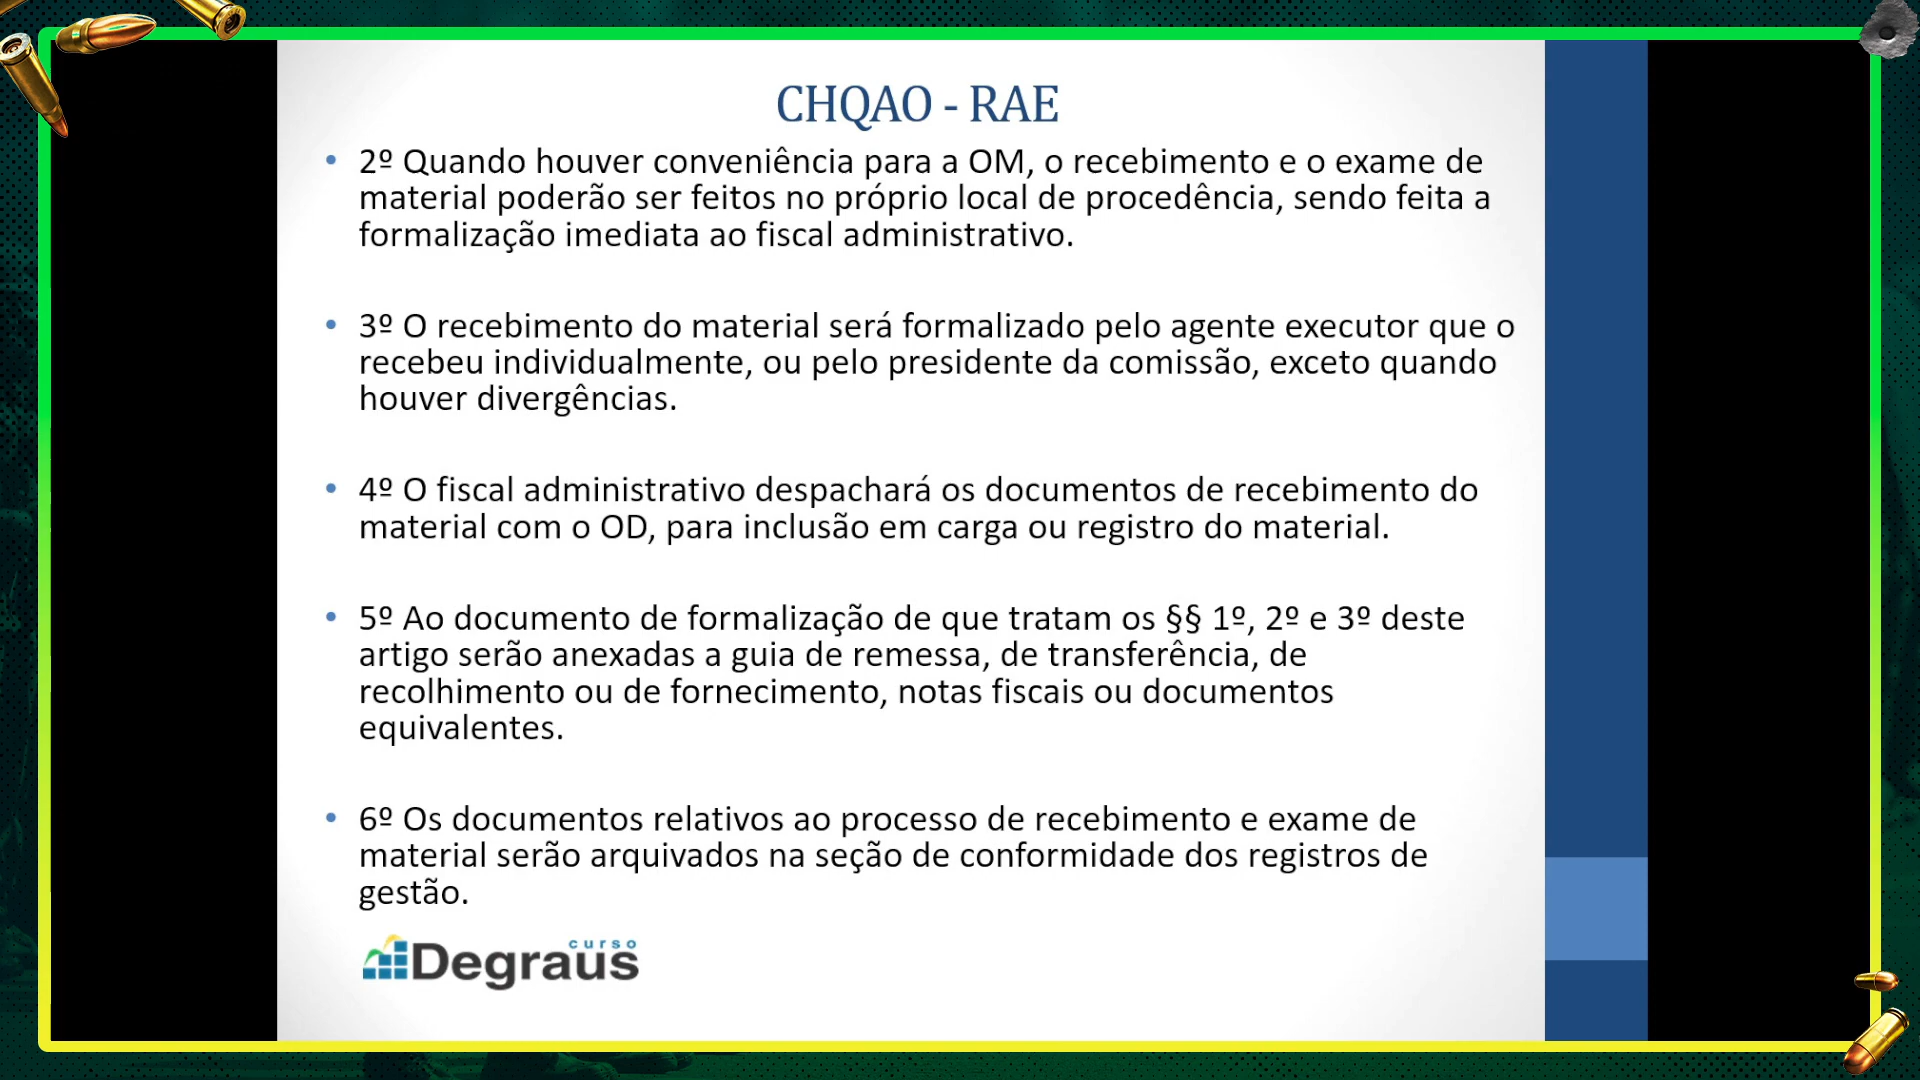 CHQAO - RAE
• 2º Quando houver conveniência para a OM, o recebimento e o exame de
material poderão ser feitos no próprio local de procedência, sendo feita a
formalização imediata ao fiscal administrativo.
• 3º O recebimento do material será formalizado pelo agente executor que o
recebeu individualmente, ou pelo presidente da comissão, exceto quando
houver divergências.
• 4º O fiscal administrativo despachará os documentos de recebimento do
material com o OD, para inclusão em carga ou registro do material.
• 5º Ao documento de formalização de que tratam os §§ 1º, 2º e 3º deste
artigo serão anexadas a guia de remessa, de transferência, de
recolhimento ou de fornecimento, notas fiscais ou documentos
equivalentes.
• 6º Os documentos relativos ao processo de recebimento e exame de
material serão arquivados na seção de conformidade dos registros de
gestão.
curso
Degraus